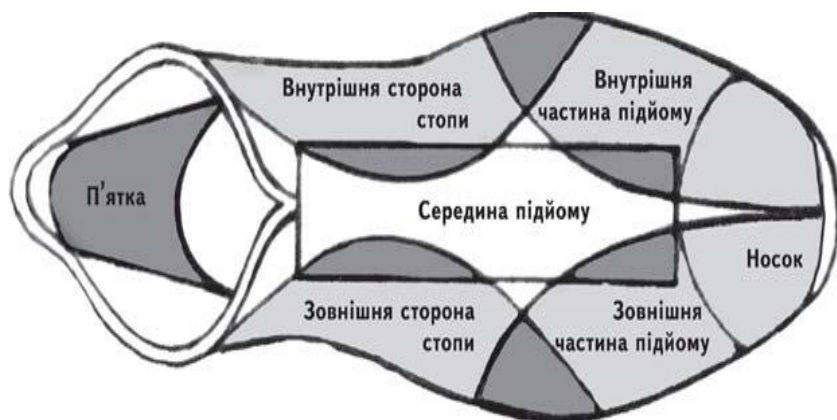 Внутрішня сторона
стопи
Внутрішня
частина підйому
П'ятка
Середина підйому
Носок
Зовнішня сторона
стопи
Зовнішня
частина підйому